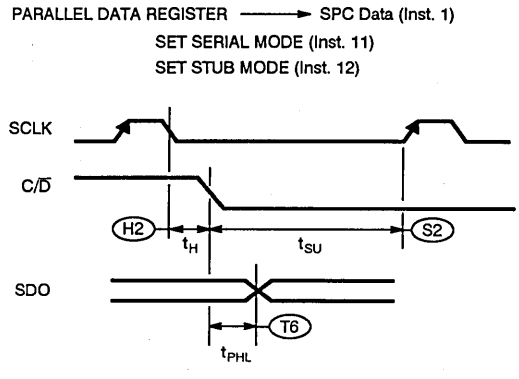 PARALLEL DATA REGISTER → SPC Data (Inst. 1)
SET SERIAL MODE (Inst. 11)
SET STUB MODE (Inst. 12)
SCLK
C/D̅
H2
tH
tSU
S2
SDO
T6
tPHL